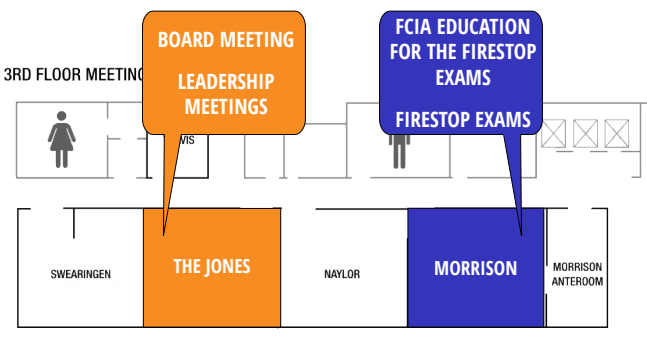 BOARD MEETING
LEADERSHIP
MEETINGS
FCIA EDUCATION
FOR THE FIRESTOP
EXAMS
FIRESTOP EXAMS
3RD FLOOR
VIS
SWEARINGEN
THE JONES
NAYLOR
MORRISON
MORRISON
ANTEROOM